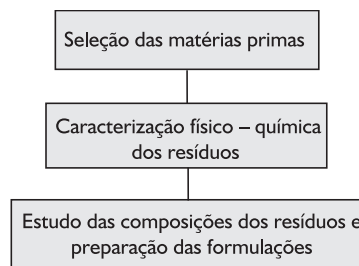 Seleção das matérias primas
Caracterização físico – química
dos resíduos
Estudo das composições dos resíduos e
preparação das formulações